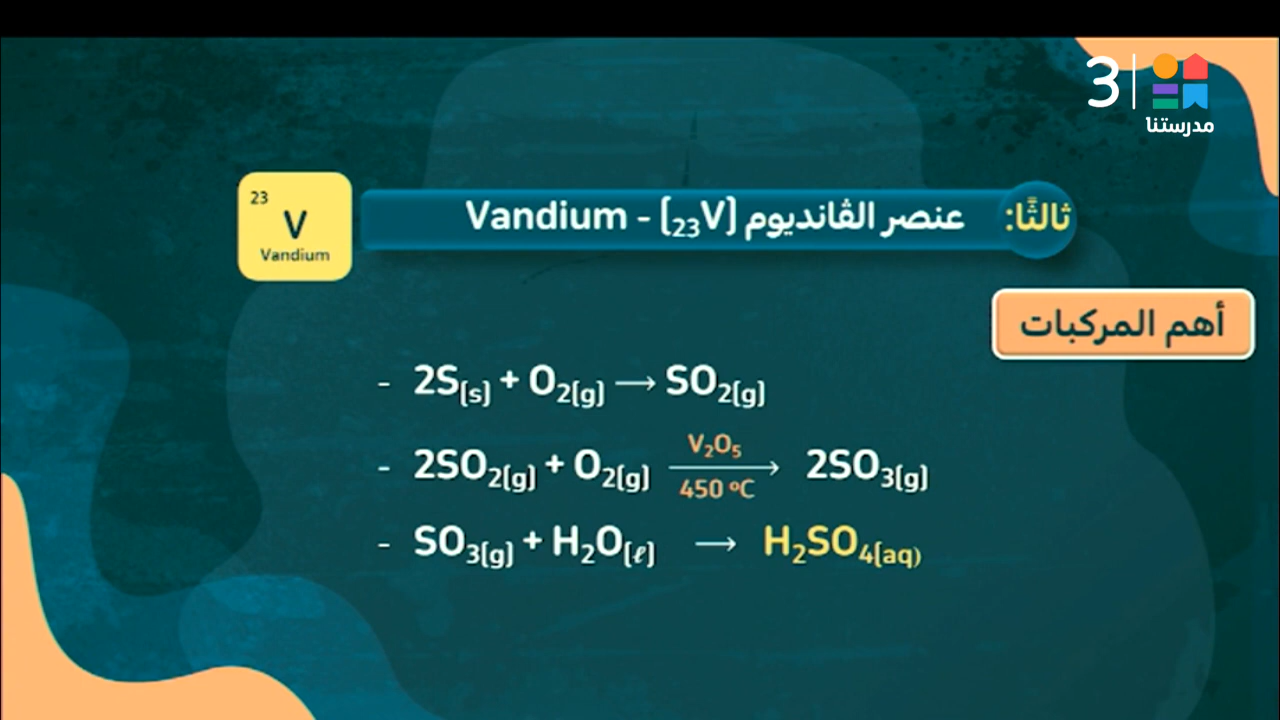 3
مدرستنا
ثالثًا: عنصر الڤانديوم [₂₃V] - Vandium
23
V
Vandium
أهم المركبات
- 2S[s] + O₂[g] ⟶ SO₂[g]
- 2SO₂[g] + O₂[g] V₂O₅ ⟶ 450 °C 2SO₃[g]
- SO₃[g] + H₂O[ℓ] ⟶ H₂SO₄[aq)